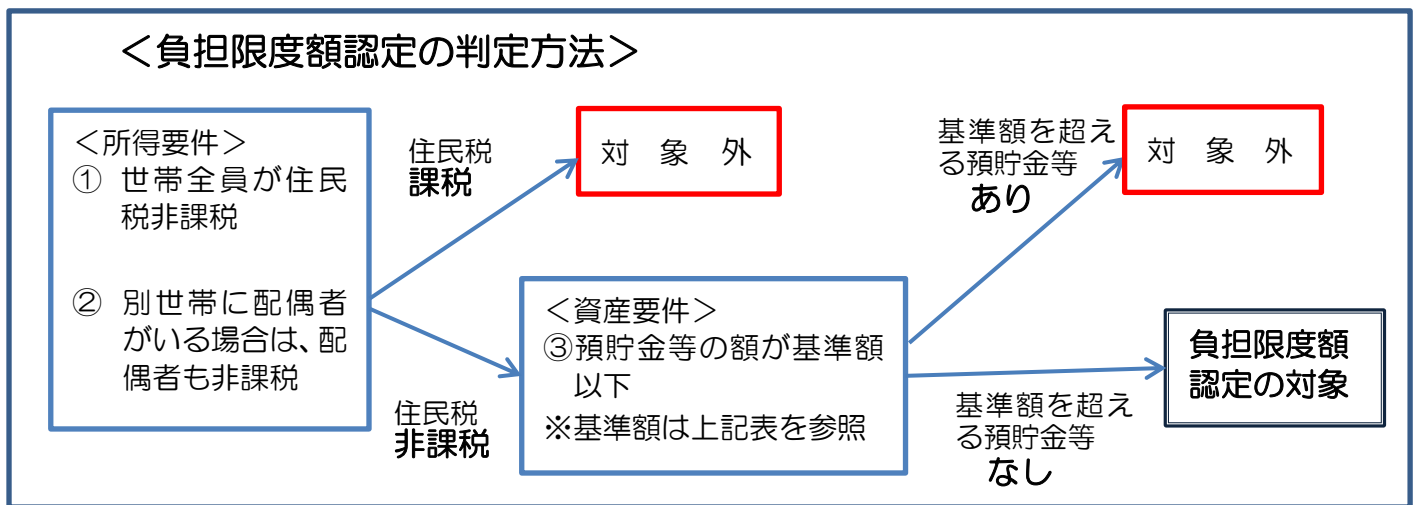 ＜負担限度額認定の判定方法＞
＜所得要件＞
① 世帯全員が住民
税非課税
② 別世帯に配偶者
がいる場合は、配
偶者も非課税
住民税
課税
対 象 外
住民税
非課税
＜資産要件＞
③預貯金等の額が基準額
以下
※基準額は上記表を参照
基準額を超え
る預貯金等
あり
対 象 外
基準額を超え
る預貯金等
なし
負担限度額
認定の対象